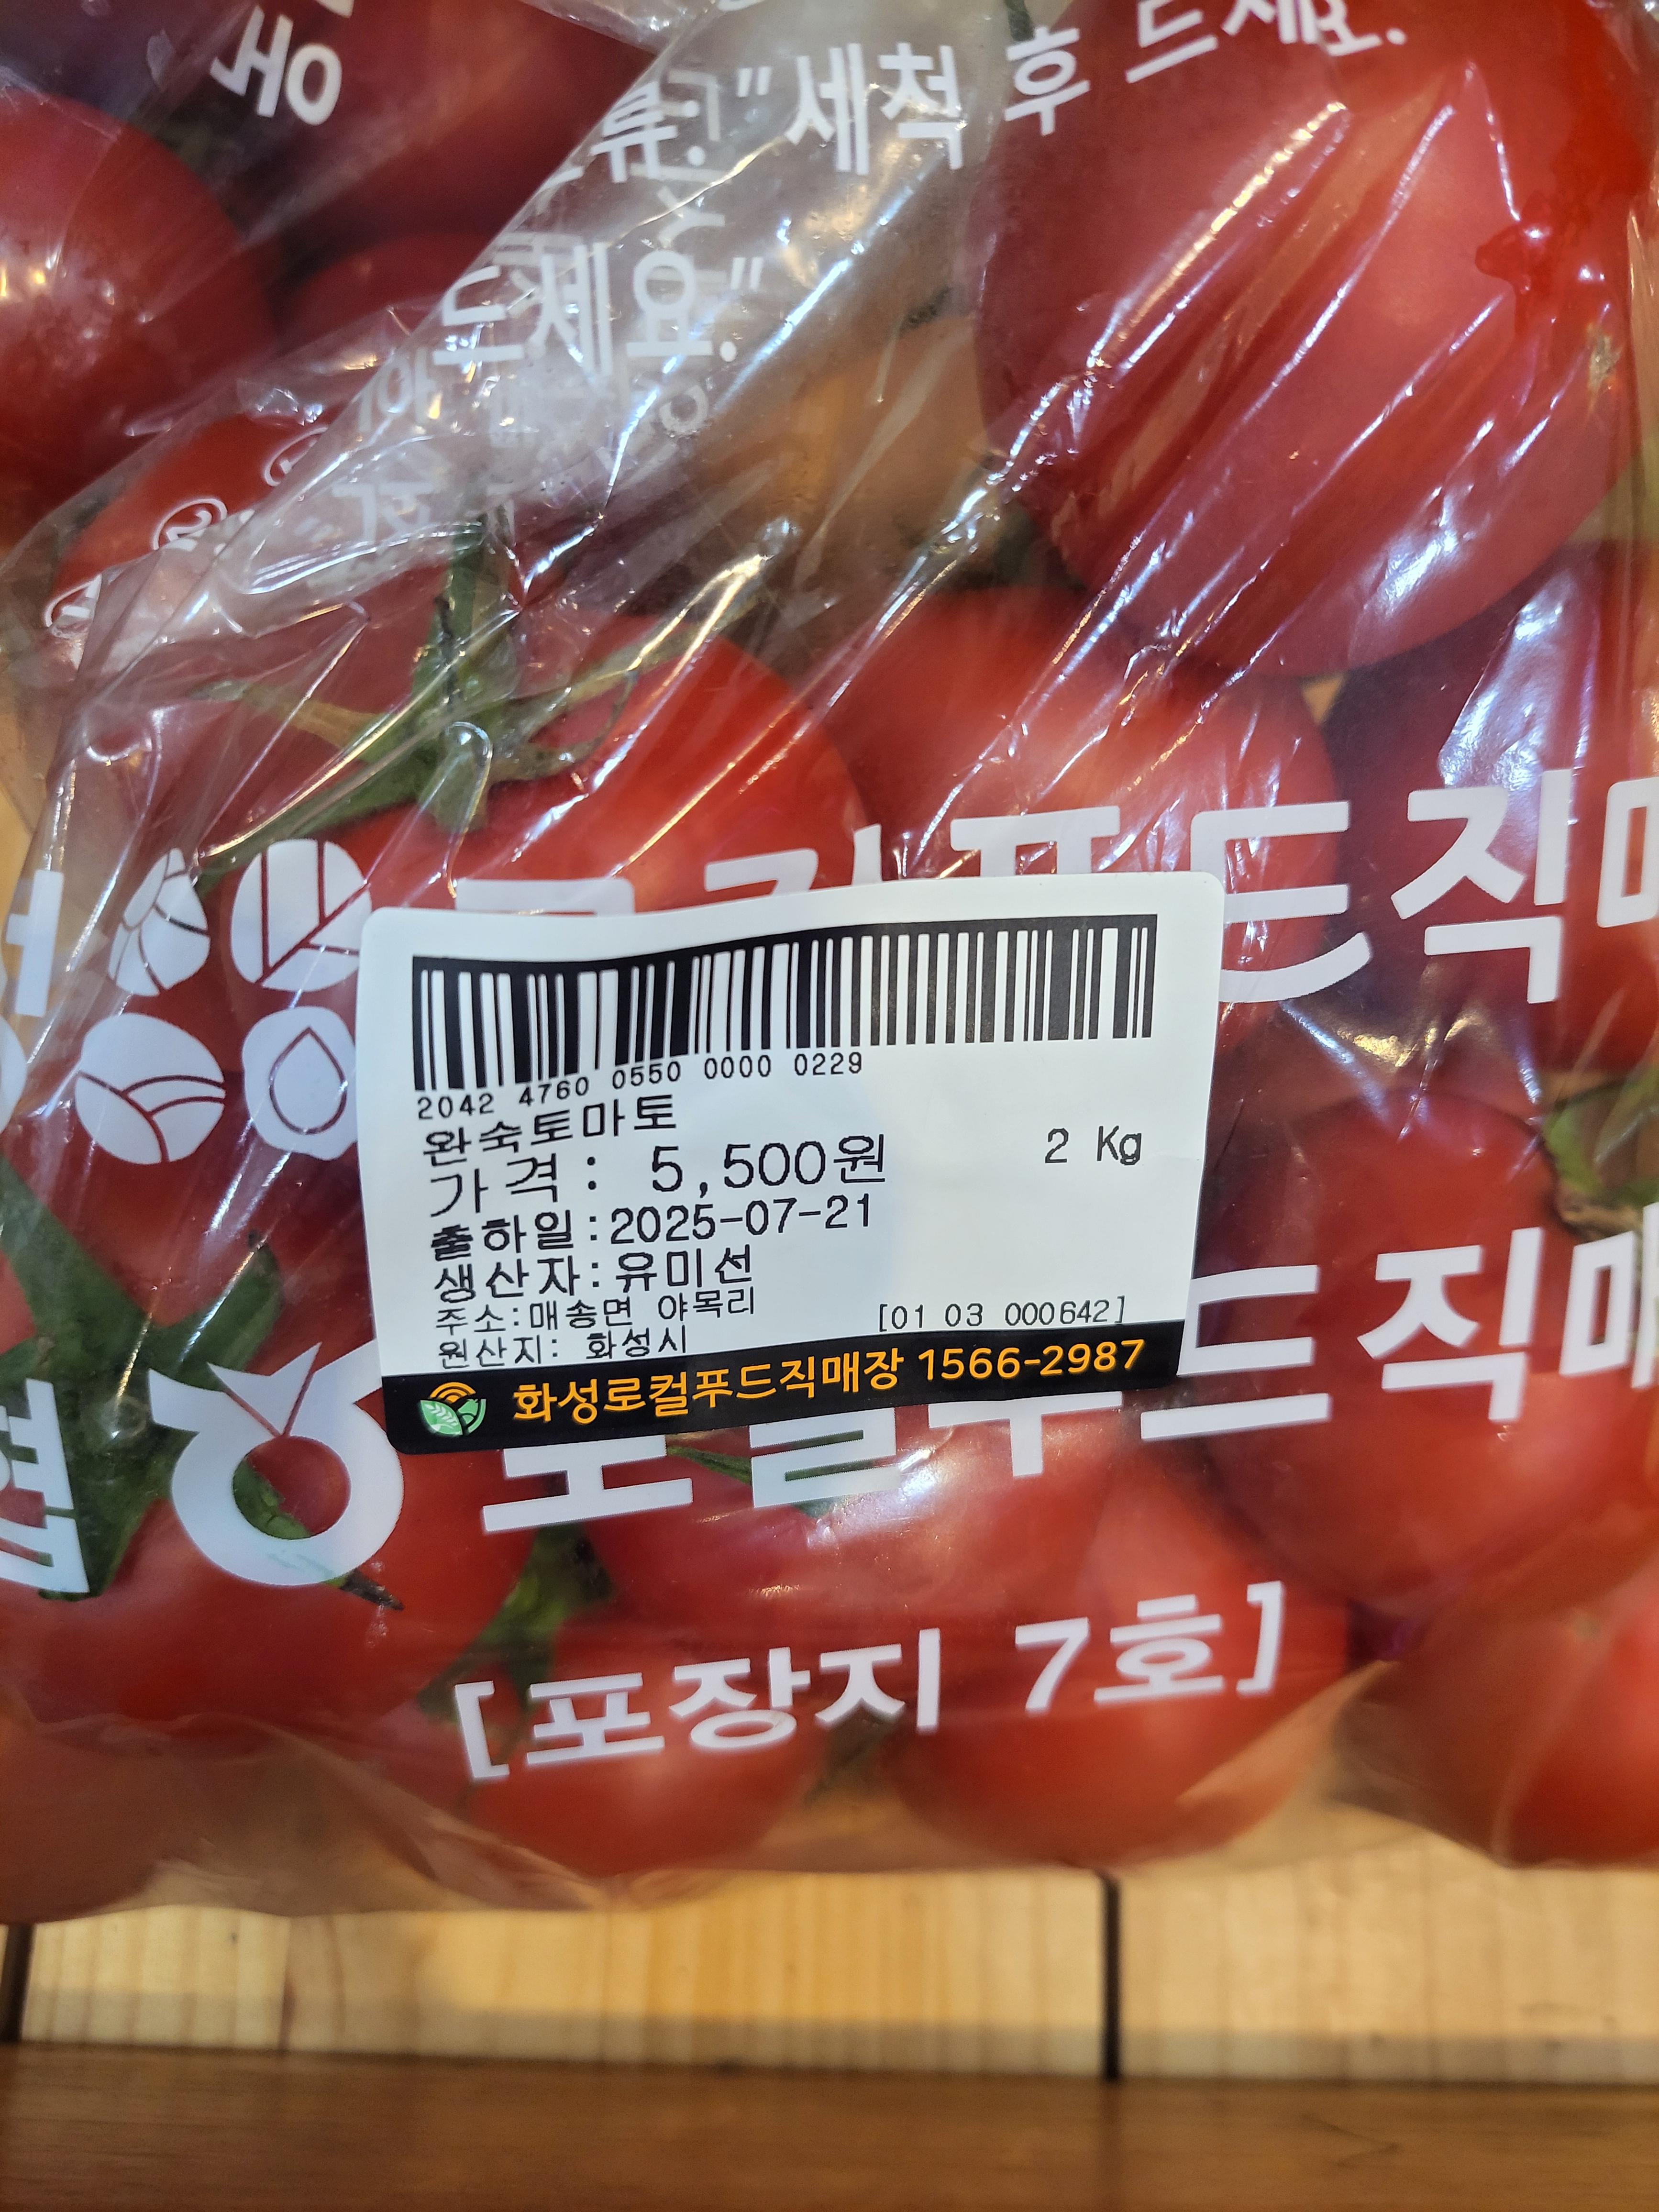 류: "세척 후 드세요.
드세요."
2042 4760 0550 0000 0229
완숙토마토
2 Kg
가격: 5,500원
출하일:2025-07-21
생산자:유미선
주소:매송면 야목리
[01 03 000642]
원산지: 화성시
화성로컬푸드직매장 1566-2987
로컬푸드직매
[포장지 7호]